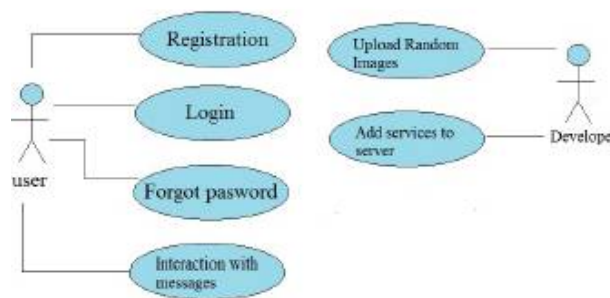 Registration
Login
Forgot pasword
Interaction with
messages
user
Upload Random
Images
Add services to
server
Develope